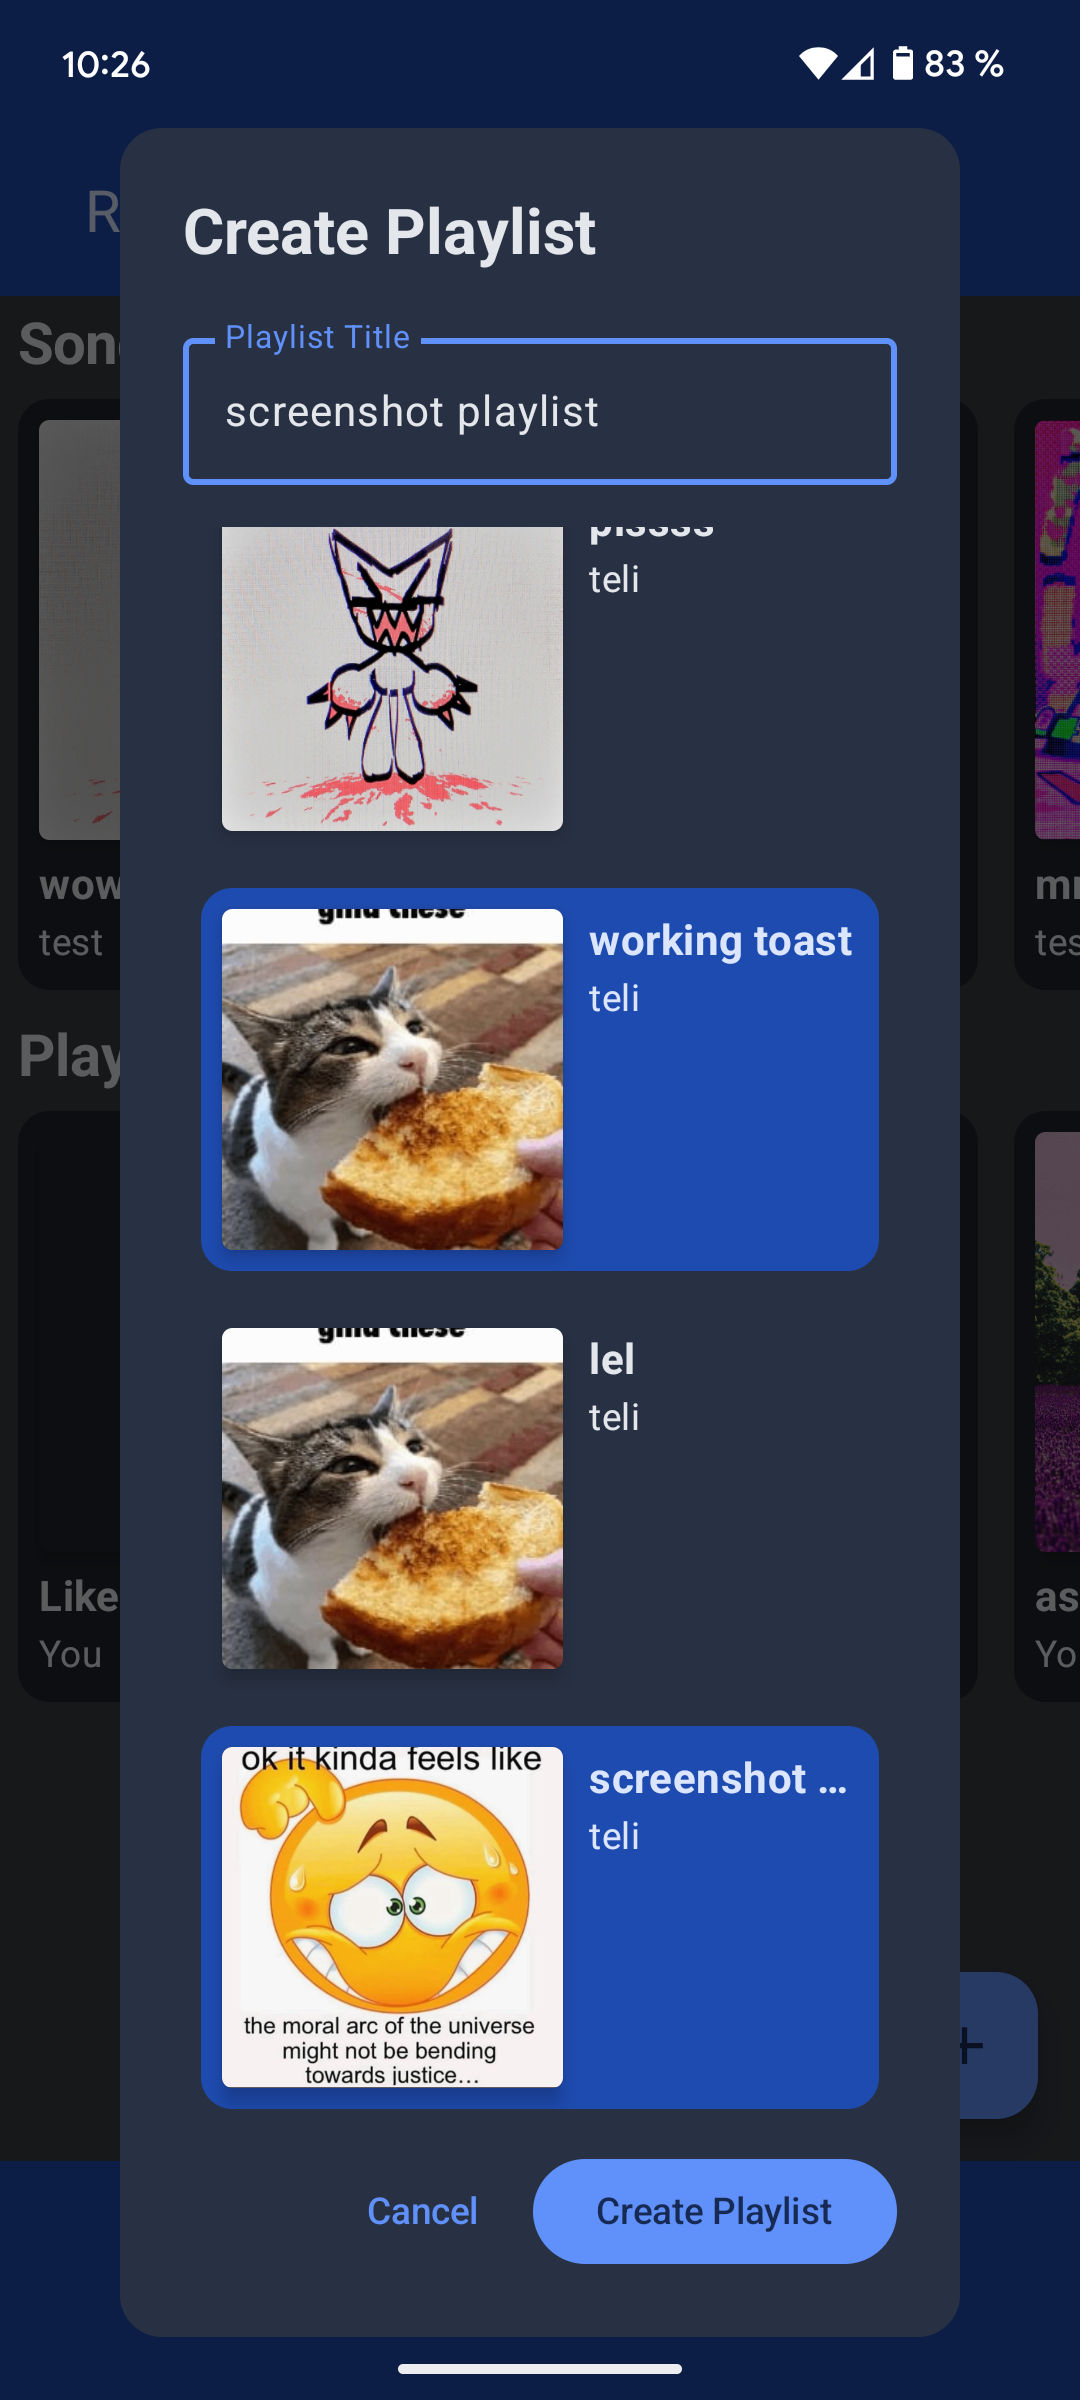 10:26
83 %
R
Create Playlist
Playlist Title
screenshot playlist
Song
teli
wow
test
working toast
teli
mr
tes
Play
lel
teli
Like
You
as
Yo
ok it kinda feels like
the moral arc of the universe
might not be bending
towards justice...
screenshot ...
teli
+
Cancel
Create Playlist